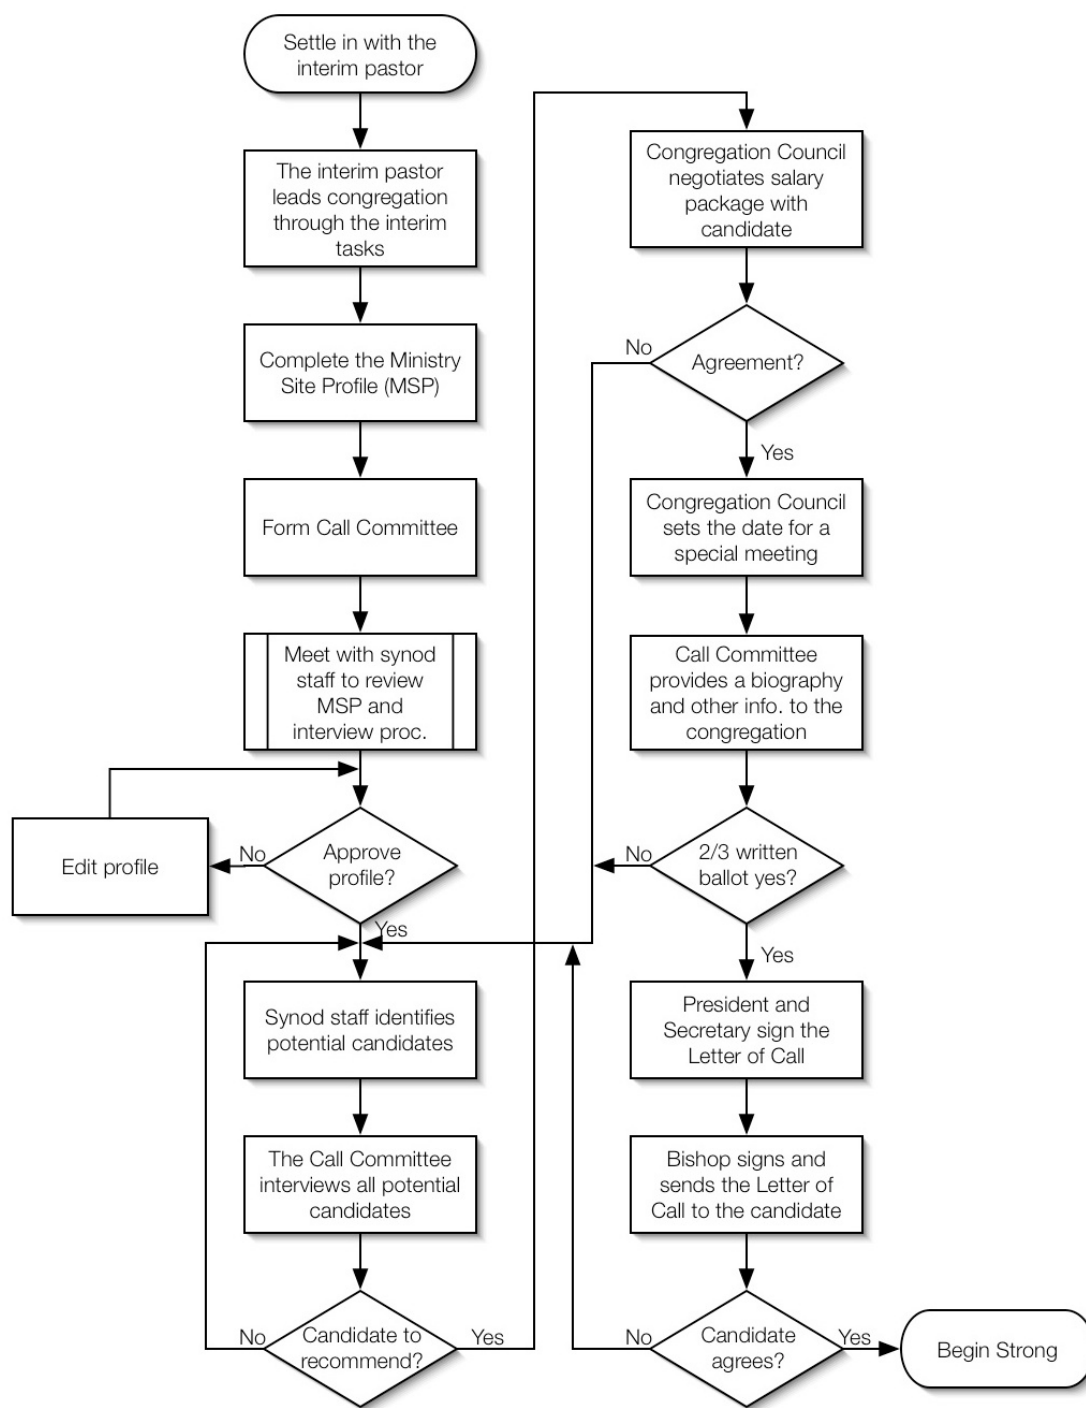 Settle in with the
interim pastor
The interim pastor
leads congregation
through the interim
tasks
Complete the Ministry
Site Profile (MSP)
Form Call Committee
Meet with synod
staff to review
MSP and
interview proc.
Approve
profile?
No
Edit profile
Yes
Synod staff identifies
potential candidates
The Call Committee
interviews all potential
candidates
Candidate to
recommend?
No
Yes
Congregation Council
negotiates salary
package with
candidate
Agreement?
No
Yes
Congregation Council
sets the date for a
special meeting
Call Committee
provides a biography
and other info. to the
congregation
2/3 written
ballot yes?
No
Yes
President and
Secretary sign the
Letter of Call
Bishop signs and
sends the Letter of
Call to the candidate
Candidate
agrees?
No
Yes
Begin Strong